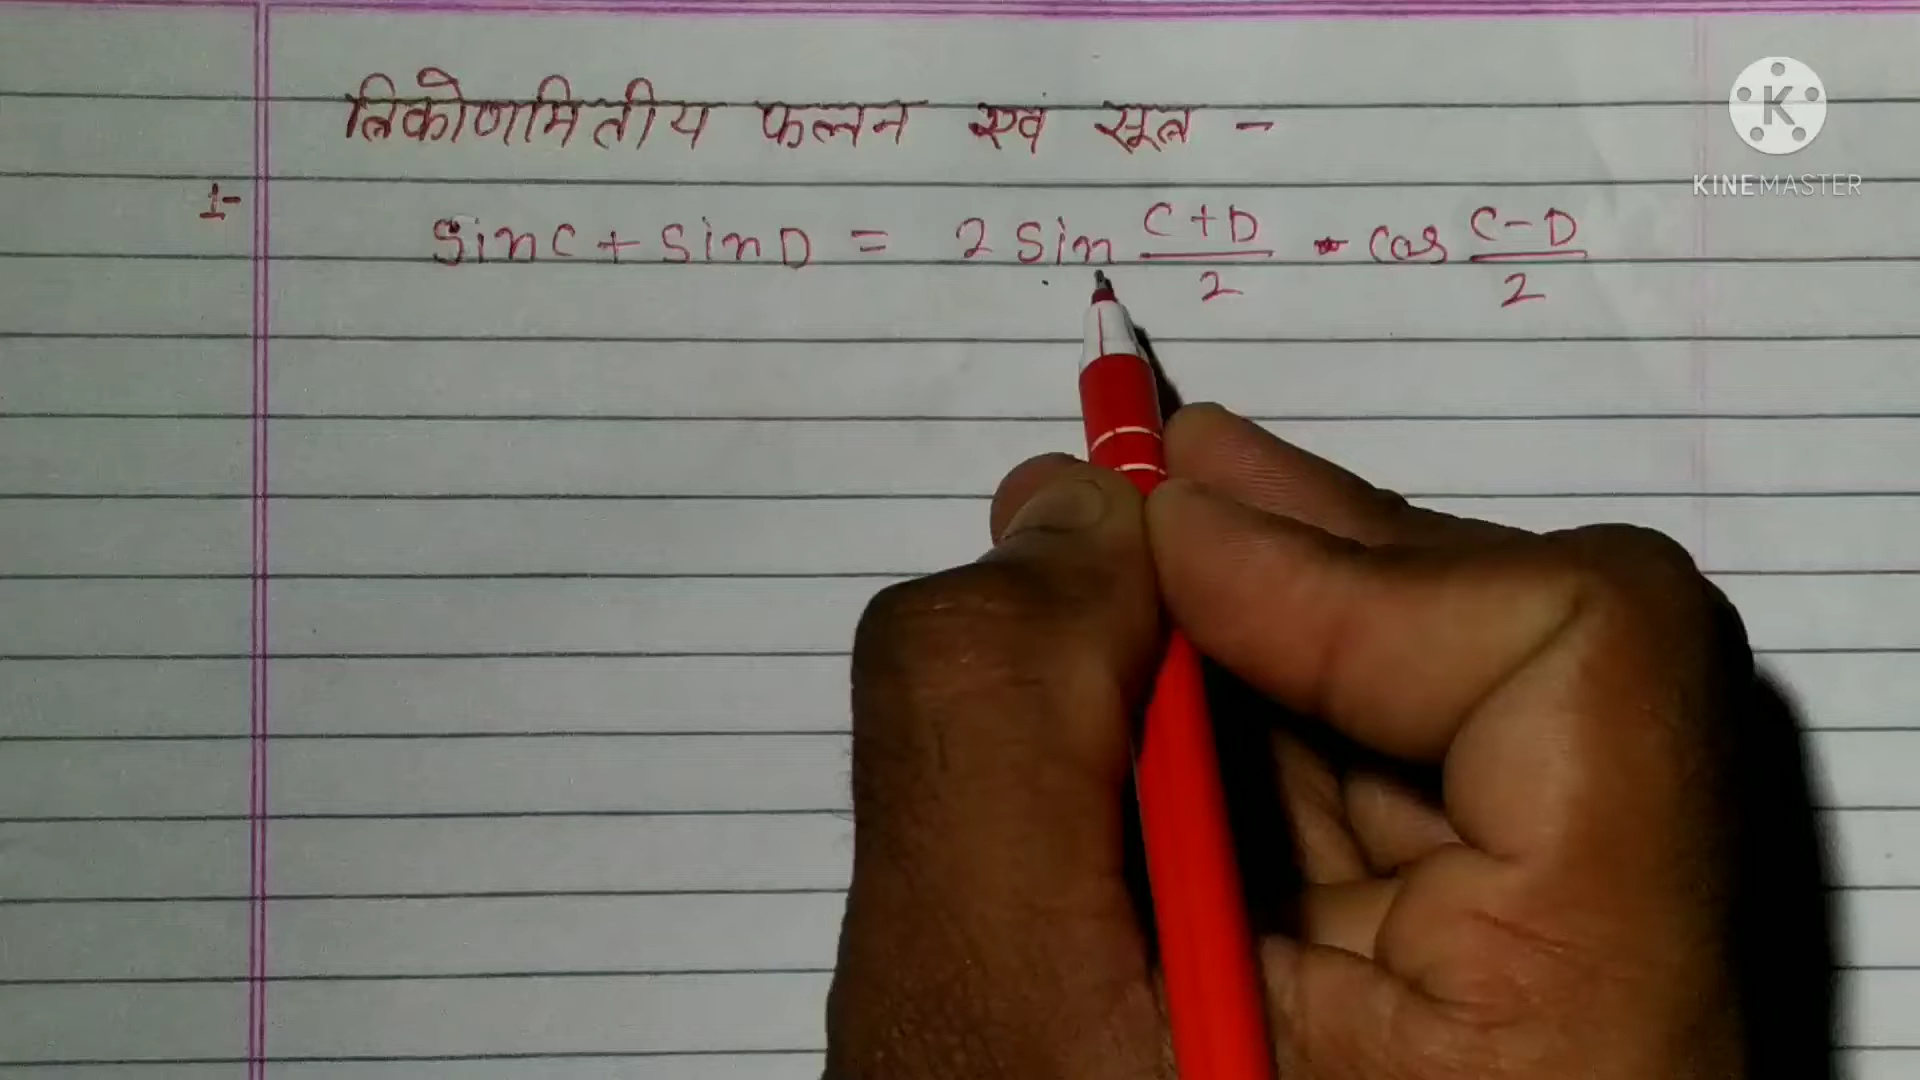 त्रिकोणमितीय फलन एवं सूत्र -
1- sinC + sinD = 2 sin (C+D)/2 · cos (C-D)/2
K
KINEMASTER